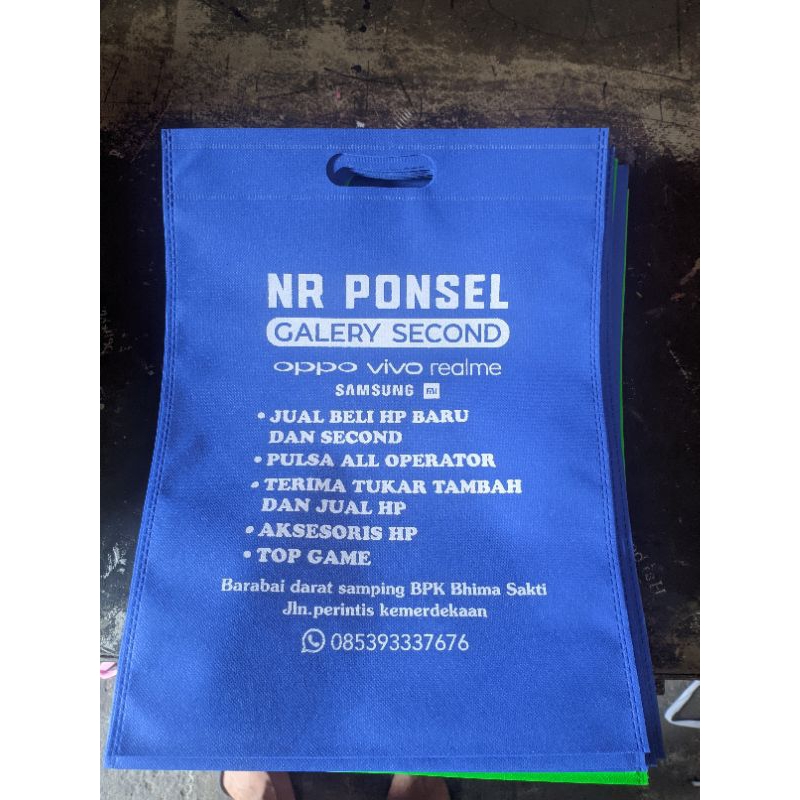 NR PONSEL
GALERY SECOND
oppo vivo realme
SAMSUNG mi
• JUAL BELI HP BARU
DAN SECOND
• PULSA ALL OPERATOR
• TERIMA TUKAR TAMBAH
DAN JUAL HP
• AKSESORIS HP
• TOP GAME
Barabai darat samping BPK Bhima Sakti
Jln.perintis kemerdekaan
085393337676